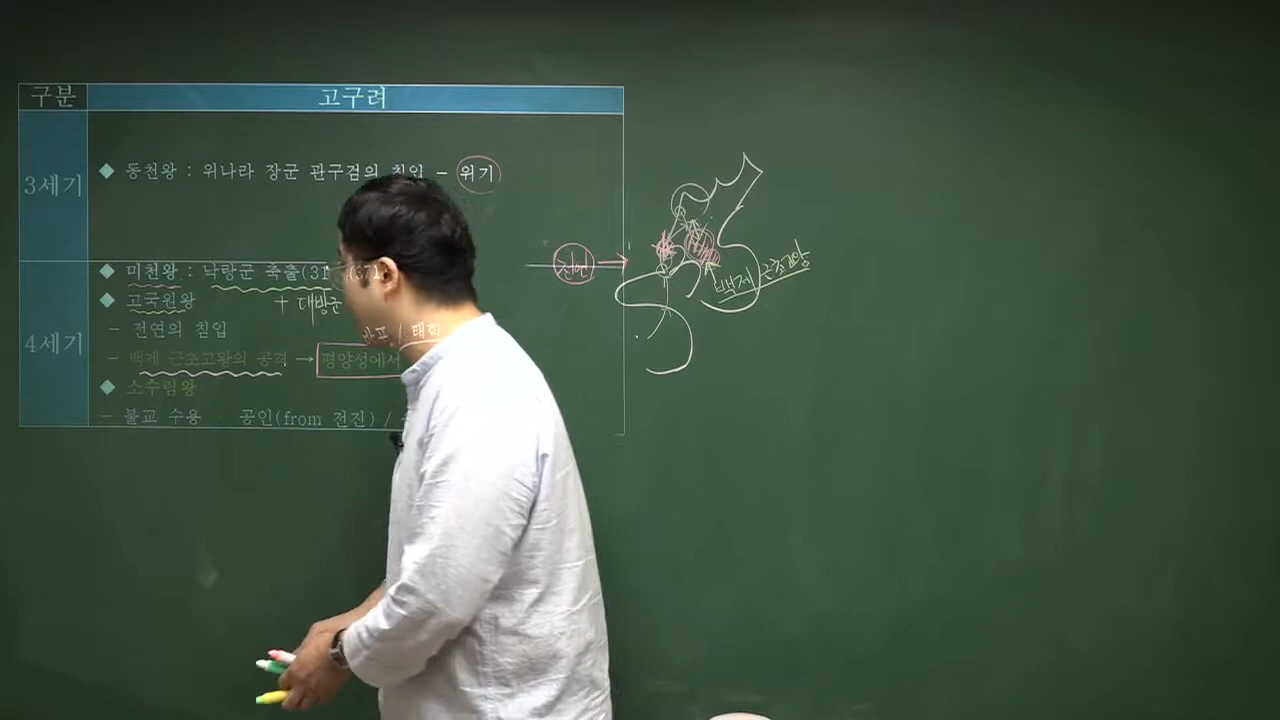 구분
고구려
3세기
◆ 동천왕 : 위나라 장군 관구검의 침입 - 위기
4세기
◆ 미천왕 : 낙랑군 축출(31
+ 대방군
◆ 고국원왕
- 전연의 침입
- 백제 근초고왕의 공격 → 평양성에서
◆ 소수림왕
- 불교 수용 공인(from 전진) /
/ 태학
전연 →
백제 근초고왕